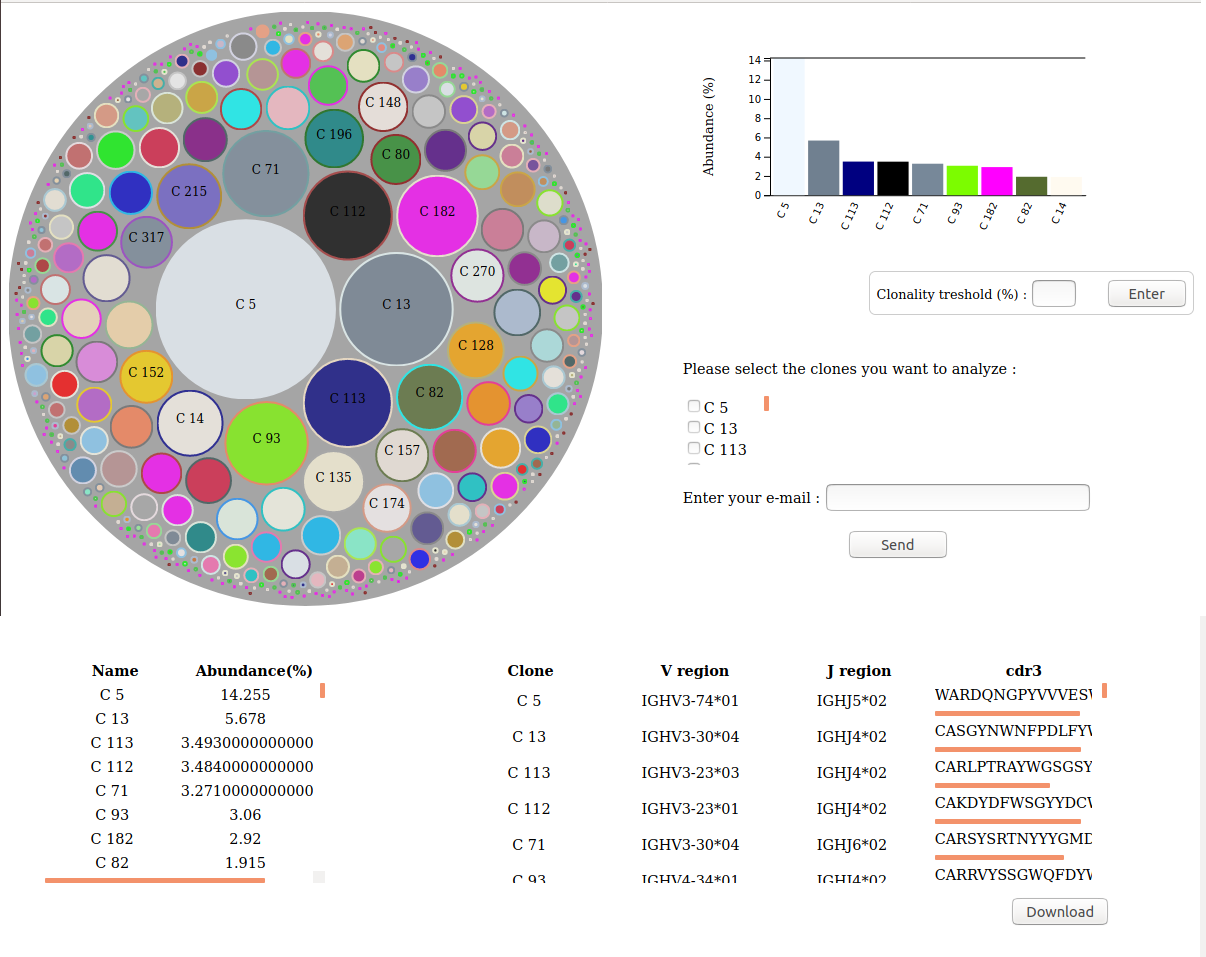 C 148
C 196
C 80
C 71
C 215
C 112
C 182
C 317
C 270
C 5
C 13
C 128
C 152
C 82
C 113
C 14
C 93
C 157
C 135
C 174
Abundance (%)
14
12
10
8
6
4
2
0
C 5
C 13
C 113
C 112
C 71
C 93
C 182
C 82
C 14
Clonality treshold (%) :
Enter
Please select the clones you want to analyze :
C 5
C 13
C 113
Enter your e-mail :
Send
Name Abundance(%)
C 5 14.255
C 13 5.678
C 113 3.4930000000000
C 112 3.4840000000000
C 71 3.2710000000000
C 93 3.06
C 182 2.92
C 82 1.915
Clone V region J region cdr3
C 5 IGHV3-74*01 IGHJ5*02 WARDQNGPYVVVES
C 13 IGHV3-30*04 IGHJ4*02 CASGYNWNFPDLFY
C 113 IGHV3-23*03 IGHJ4*02 CARLPTRAYWGSGSY
C 112 IGHV3-23*01 IGHJ4*02 CAKDYDFWSGYYDC
C 71 IGHV3-30*04 IGHJ6*02 CARSYSRTNYYYGMD
C 93 IGHV4-34*01 IGHJ4*02 CARRVYSSGWQFDY
Download